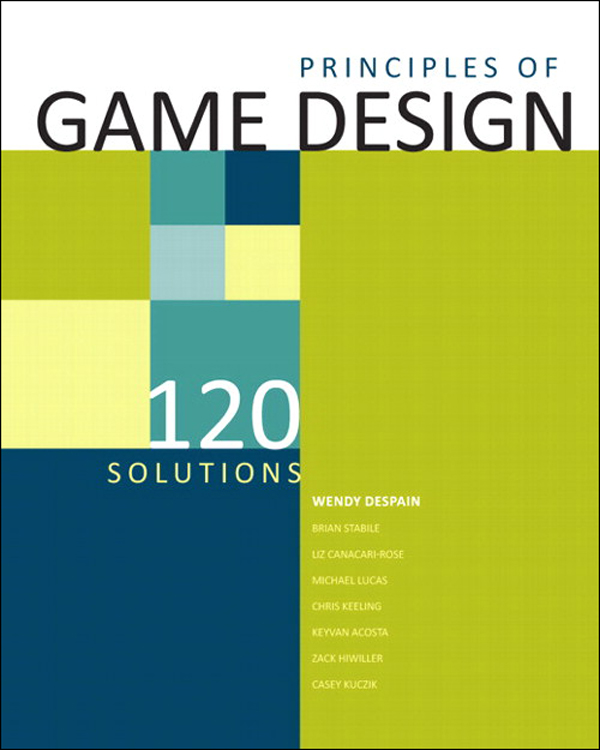 PRINCIPLES OF
GAME DESIGN
120
SOLUTIONS
WENDY DESPAIN
BRIAN STABILE
LIZ CANACARI-ROSE
MICHAEL LUCAS
CHRIS KEELING
KEYVAN ACOSTA
ZACK HIWILLER
CASEY KUCZIK